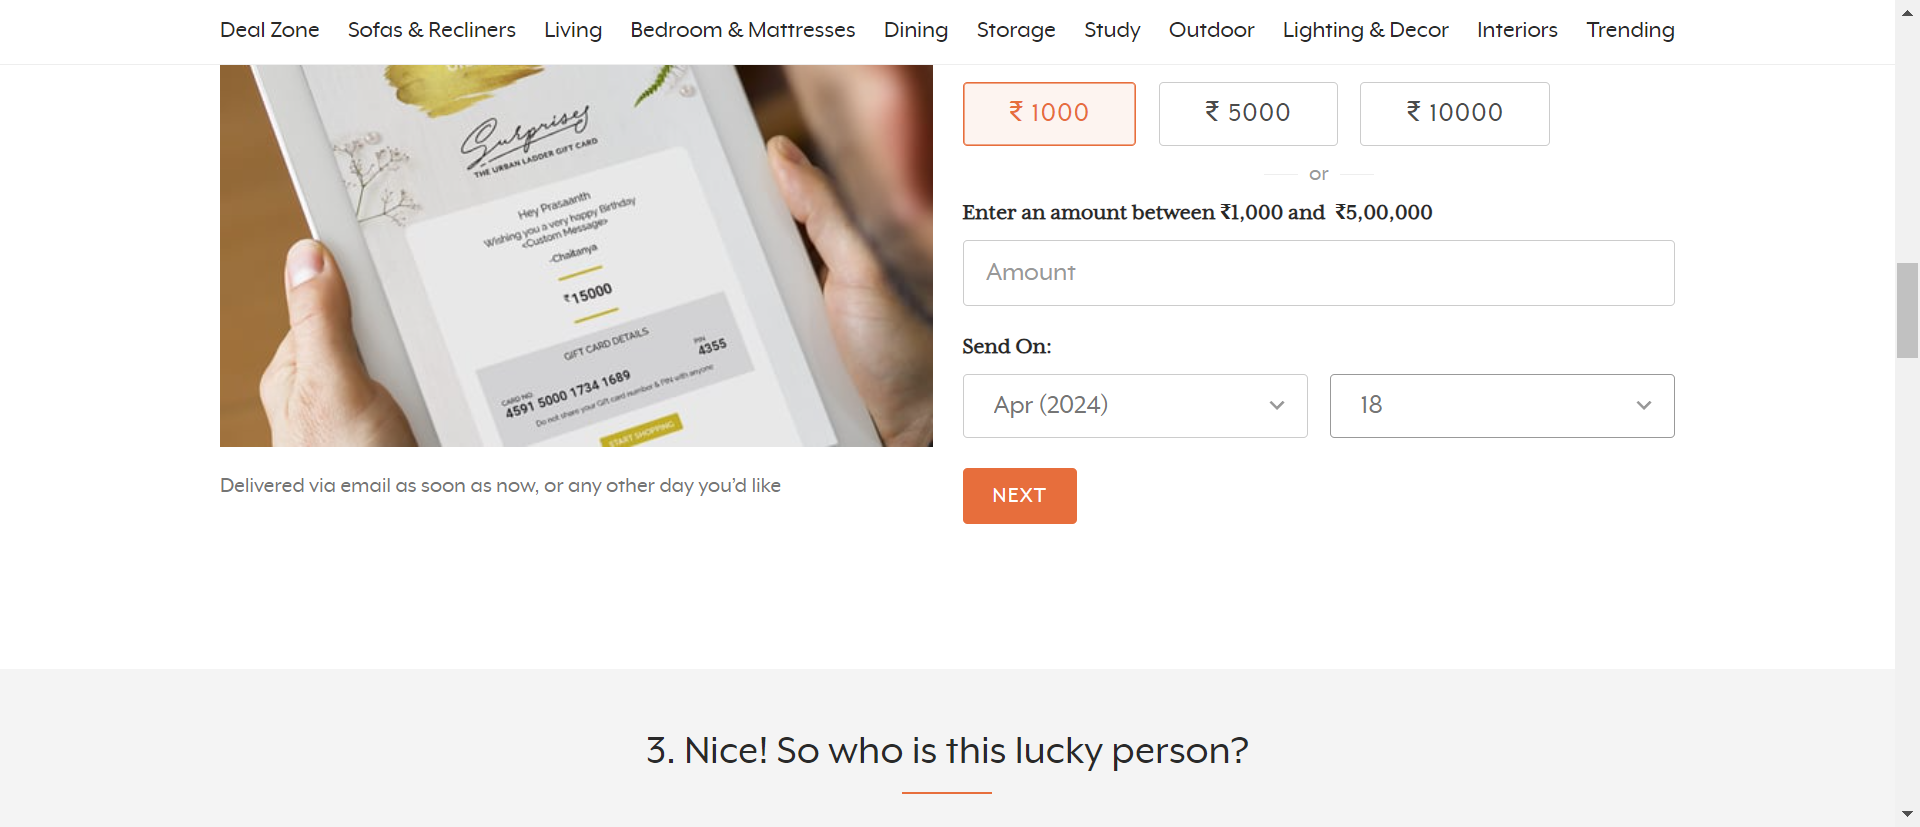 Deal Zone Sofas & Recliners Living Bedroom & Mattresses Dining Storage Study Outdoor Lighting & Decor Interiors Trending
Surprises
THE URBAN LADDER GIFT CARD
Hey Prasaanth
Wishing you a very happy Birthday
<Custom Message>
-Chaitanya
₹15000
GIFT CARD DETAILS
CARD NO
4591 5000 1734 1689
PIN
4355
Do not share your Gift card number & PIN with anyone
START SHOPPING
Delivered via email as soon as now, or any other day you’d like
₹ 1000 ₹ 5000 ₹ 10000
or
Enter an amount between ₹1,000 and ₹5,00,000
Amount
Send On:
Apr (2024) 18
NEXT
3. Nice! So who is this lucky person?